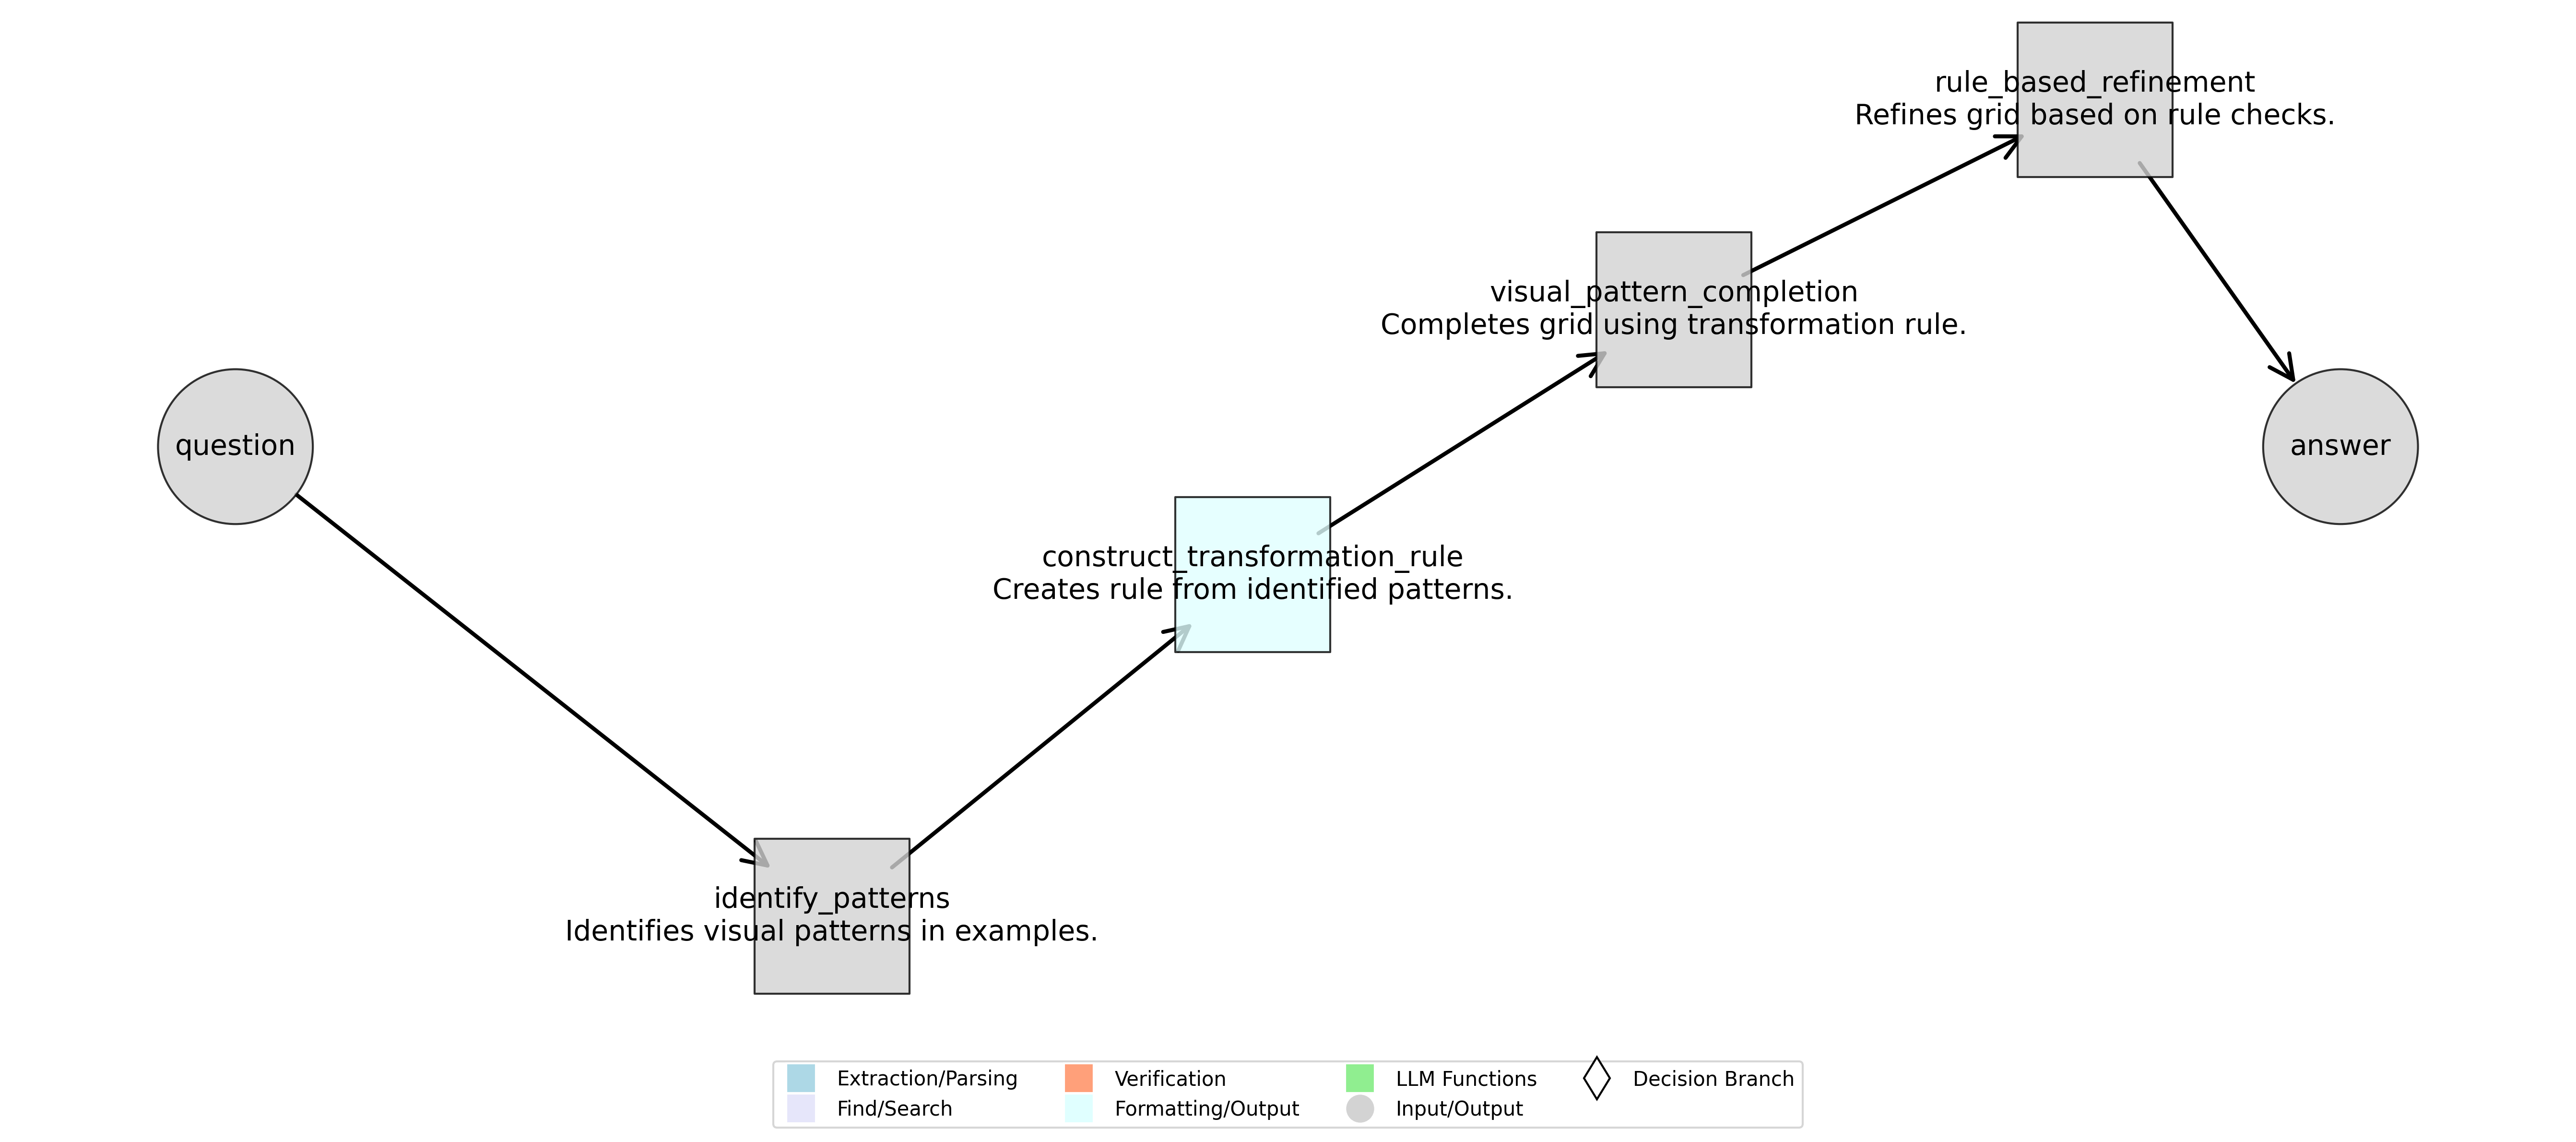 rule_based_refinement
Refines grid based on rule checks.
visual_pattern_completion
Completes grid using transformation rule.
question
answer
construct_transformation_rule
Creates rule from identified patterns.
identify_patterns
Identifies visual patterns in examples.
Extraction/Parsing
Find/Search
Verification
Formatting/Output
LLM Functions
Input/Output
Decision Branch